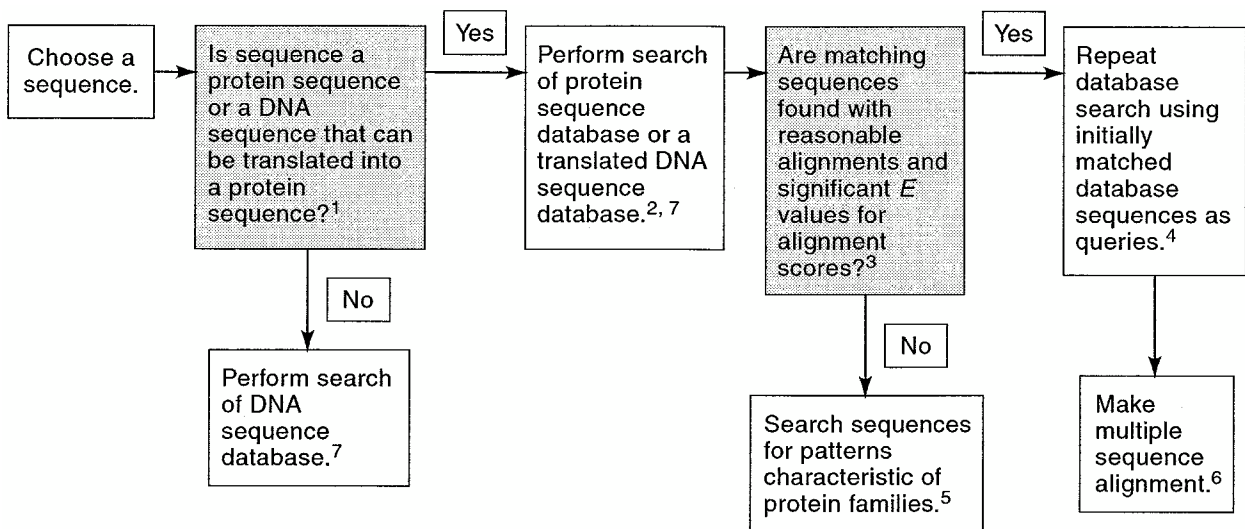 Choose a
sequence.
Is sequence a
protein sequence
or a DNA
sequence that can
be translated into
a protein
sequence?1
Yes
Perform search
of protein
sequence
database or a
translated DNA
sequence
database.2, 7
Are matching
sequences
found with
reasonable
alignments and
significant E
values for
alignment
scores?3
Yes
Repeat
database
search using
initially
matched
database
sequences as
queries.4
No
Perform search
of DNA
sequence
database.7
No
Search sequences
for patterns
characteristic of
protein families.5
Make
multiple
sequence
alignment.6